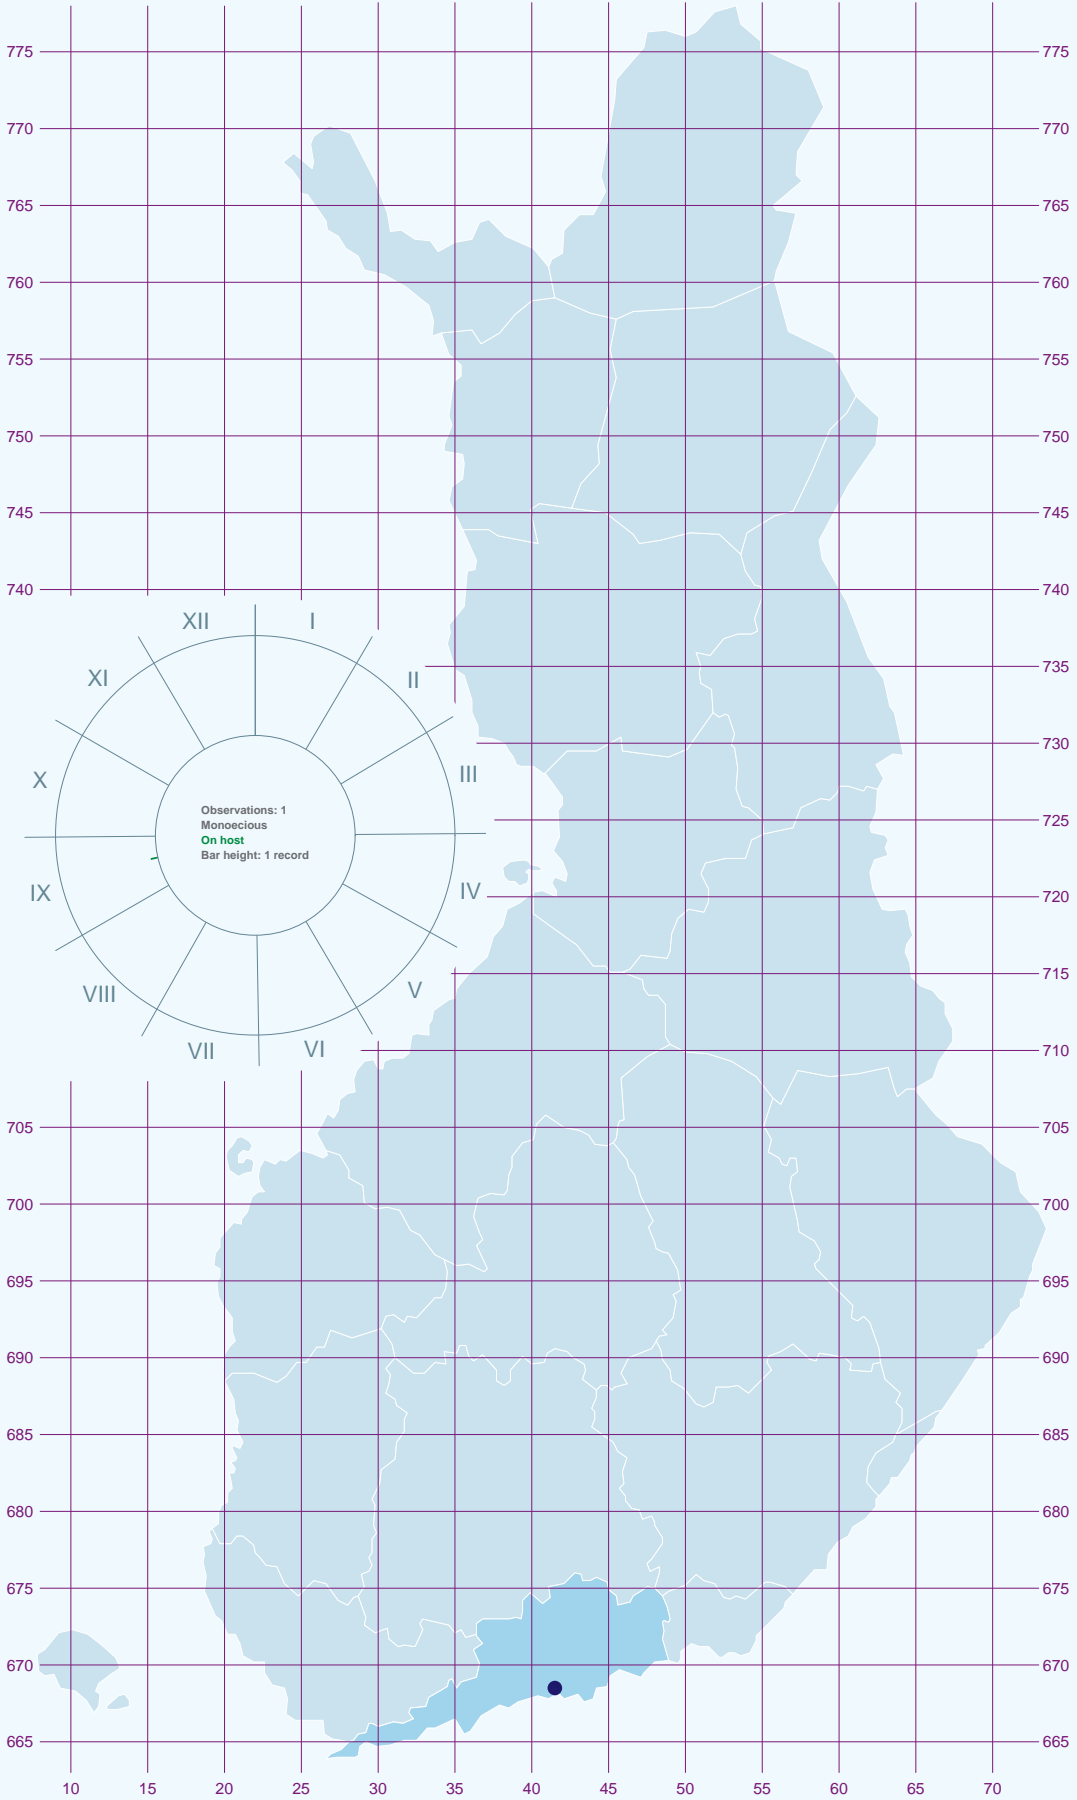 775 775
770 770
765 765
760 760
755 755
750 750
745 745
740 740
XII I
XI II
735
X III
730
Observations: 1
Monoecious
On host
Bar height: 1 record
725
IX IV
720
VIII V
715
VII VI
710
705 705
700 700
695 695
690 690
685 685
680 680
675 675
670 670
665 665
10 15 20 25 30 35 40 45 50 55 60 65 70